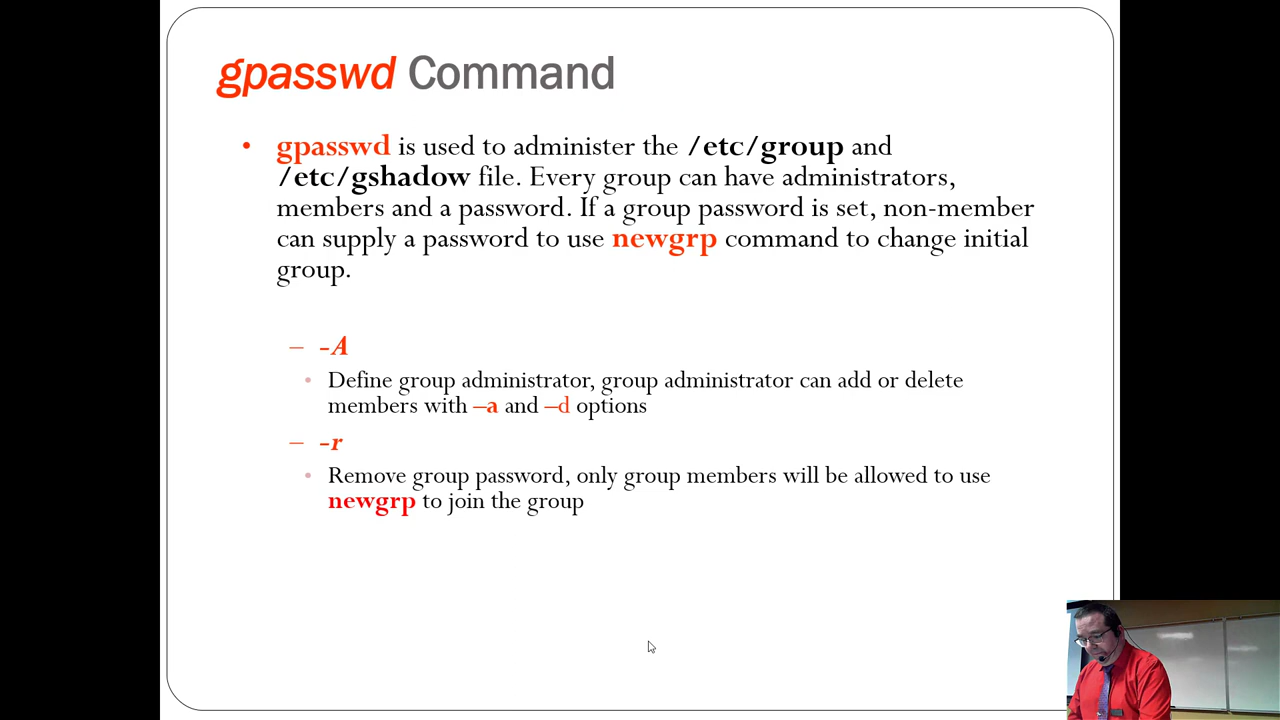 gpasswd Command
• gpasswd is used to administer the /etc/group and
/etc/gshadow file. Every group can have administrators,
members and a password. If a group password is set, non-member
can supply a password to use newgrp command to change initial
group.
– -A
• Define group administrator, group administrator can add or delete
members with –a and –d options
– -r
• Remove group password, only group members will be allowed to use
newgrp to join the group